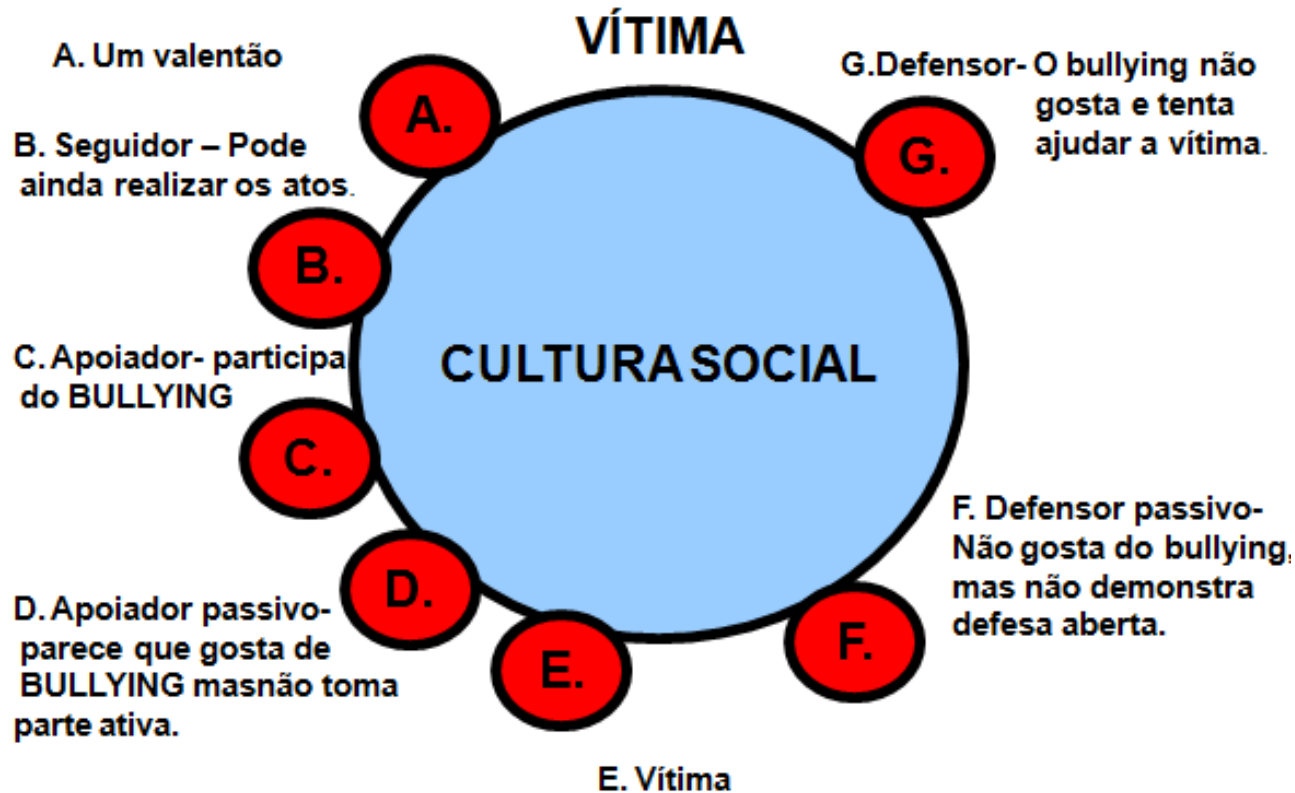 VÍTIMA
A. Um valentão
B. Seguidor – Pode
ainda realizar os atos.
C. Apoiador- participa
do BULLYING
D. Apoiador passivo-
parece que gosta de
BULLYING masnão toma
parte ativa.
E. Vítima
F. Defensor passivo-
Não gosta do bullying,
mas não demonstra
defesa aberta.
G.Defensor- O bullying não
gosta e tenta
ajudar a vítima.
A.
B.
C.
D.
E.
F.
G.
CULTURA SOCIAL